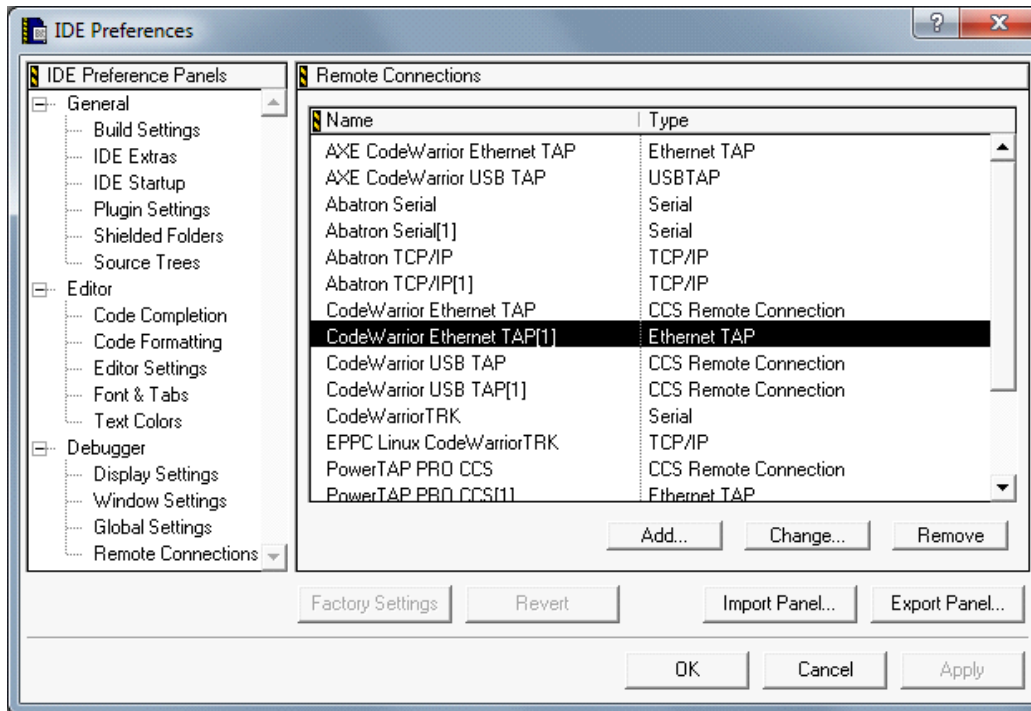 IDE Preferences
IDE Preference Panels
General
Build Settings
IDE Extras
IDE Startup
Plugin Settings
Shielded Folders
Source Trees
Editor
Code Completion
Code Formatting
Editor Settings
Font & Tabs
Text Colors
Debugger
Display Settings
Window Settings
Global Settings
Remote Connections
Remote Connections
Name Type
AXE CodeWarrior Ethernet TAP Ethernet TAP
AXE CodeWarrior USB TAP USBTAP
Abatron Serial Serial
Abatron Serial[1] Serial
Abatron TCP/IP TCP/IP
Abatron TCP/IP[1] TCP/IP
CodeWarrior Ethernet TAP CCS Remote Connection
CodeWarrior Ethernet TAP[1] Ethernet TAP
CodeWarrior USB TAP CCS Remote Connection
CodeWarrior USB TAP[1] CCS Remote Connection
CodeWarriorTRK Serial
EPPC Linux CodeWarriorTRK TCP/IP
PowerTAP PRO CCS CCS Remote Connection
PowerTAP PRO CCS[1] Ethernet TAP
Add... Change... Remove
Factory Settings Revert Import Panel... Export Panel...
OK Cancel Apply